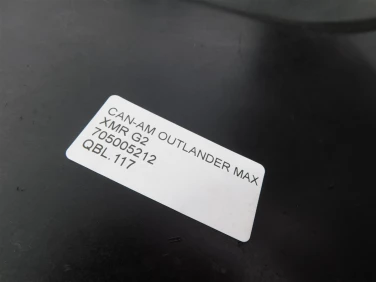 CAN-AM OUTLANDER MAX
XMR G2
705005212
QBL.117